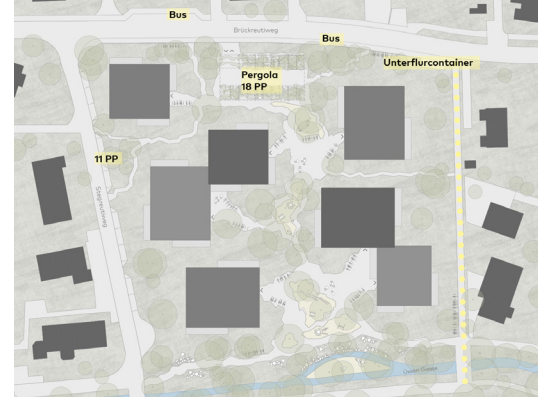 Bus
Brückreutiweg
Bus
Unterflurcontainer
Pergola
18 PP
11 PP